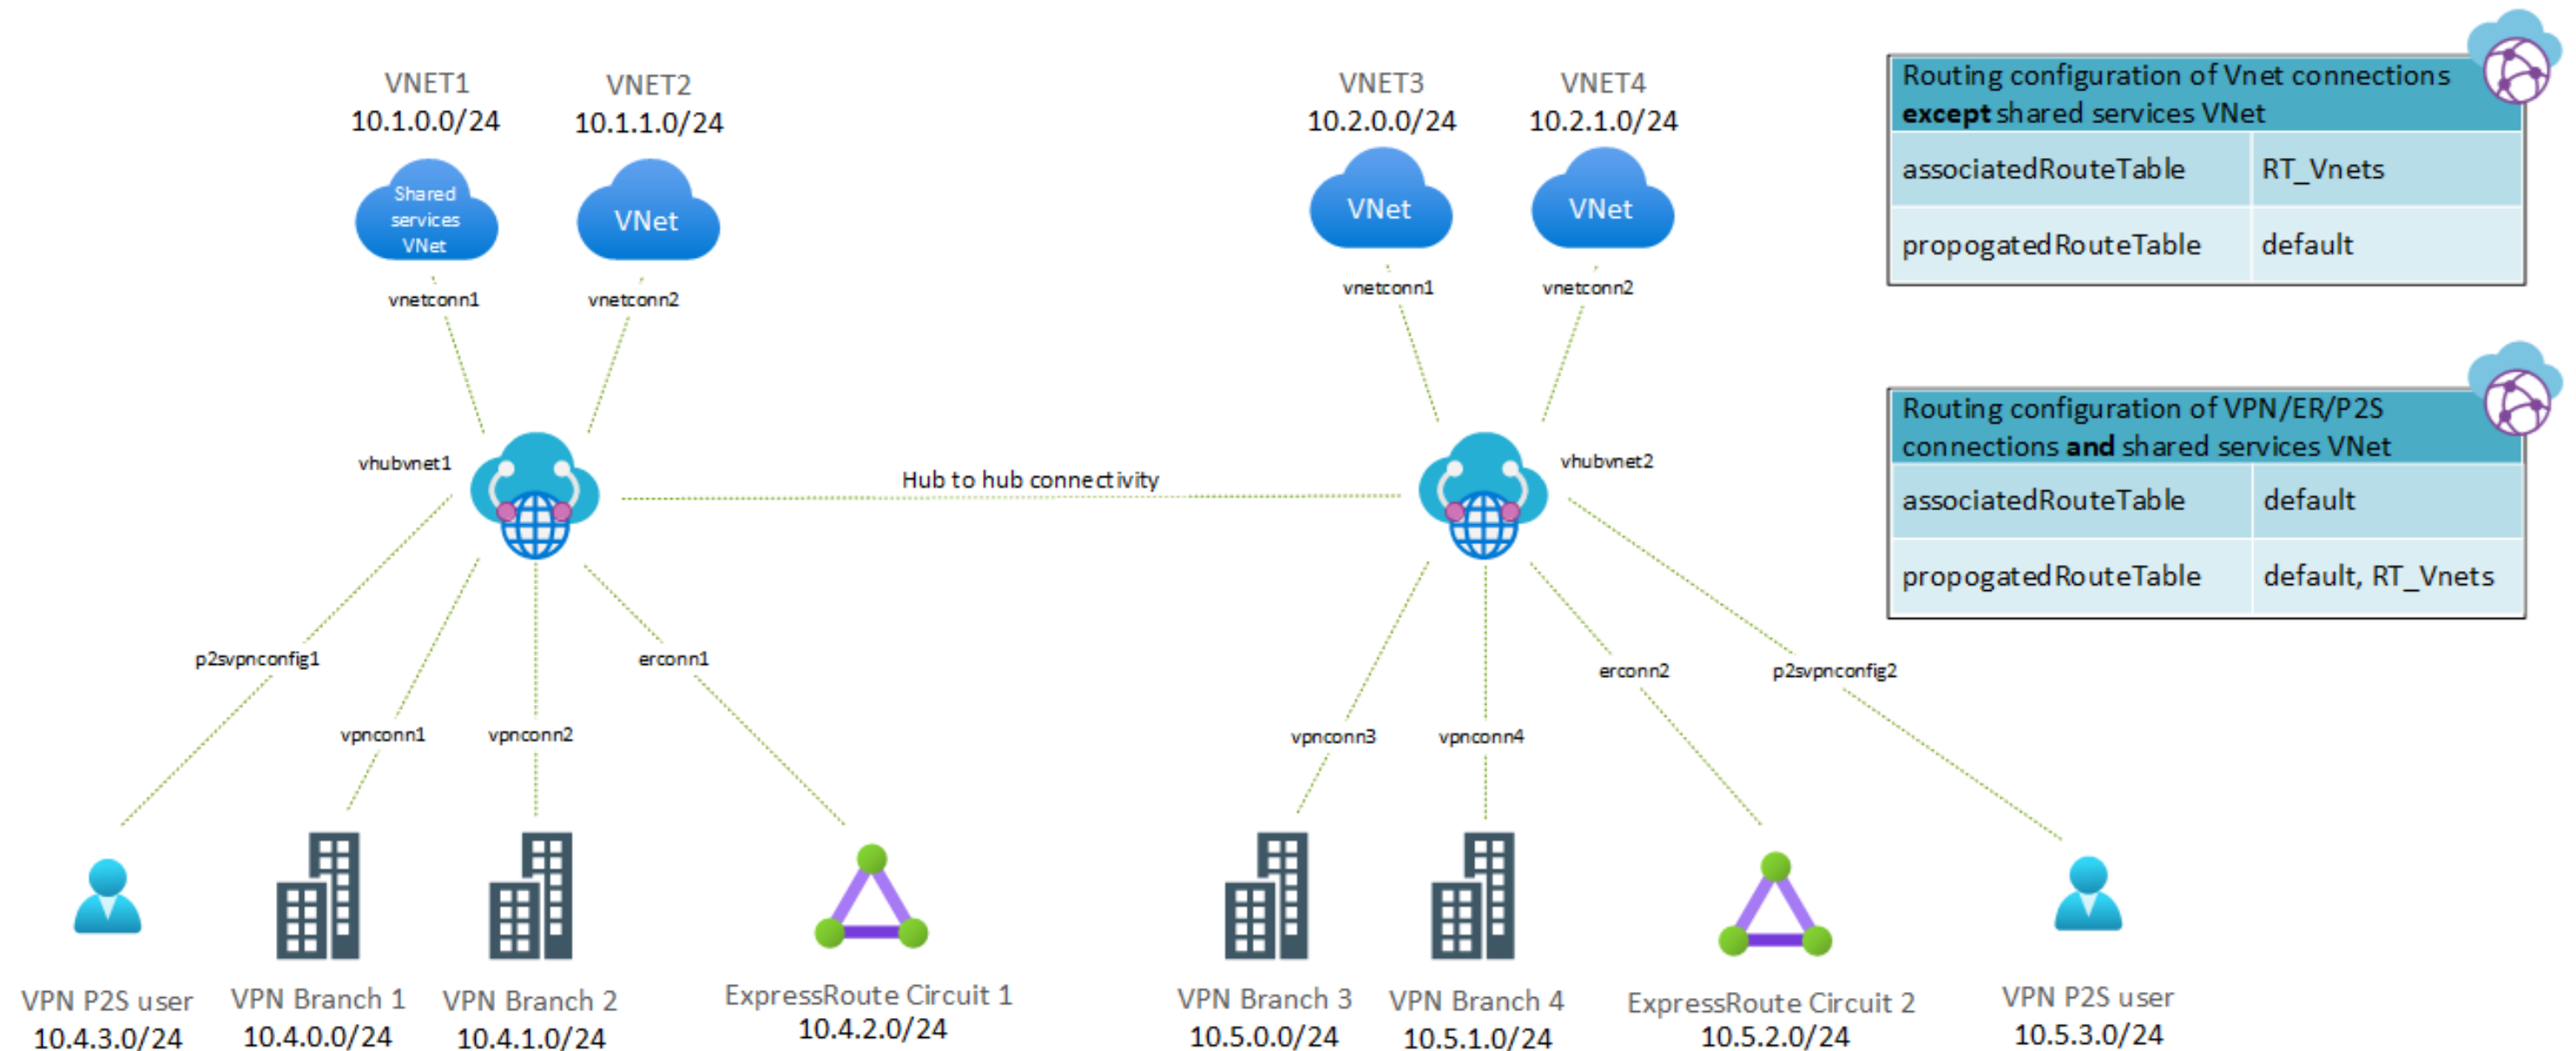 VNET1
10.1.0.0/24
VNET2
10.1.1.0/24
VNET3
10.2.0.0/24
VNET4
10.2.1.0/24
Shared
services
VNet
VNet
VNet
VNet
vnetconn1
vnetconn2
vnetconn1
vnetconn2
Routing configuration of Vnet connections
except shared services VNet
associatedRouteTable RT_Vnets
propogatedRouteTable default
Routing configuration of VPN/ER/P2S
connections and shared services VNet
associatedRouteTable default
propogatedRouteTable default, RT_Vnets
vhubvnet1
Hub to hub connectivity
vhubvnet2
p2svpnconfig1
erconn1
vpnconn1
vpnconn2
erconn2
p2svpnconfig2
vpnconn3
vpnconn4
VPN P2S user
10.4.3.0/24
VPN Branch 1
10.4.0.0/24
VPN Branch 2
10.4.1.0/24
ExpressRoute Circuit 1
10.4.2.0/24
VPN Branch 3
10.5.0.0/24
VPN Branch 4
10.5.1.0/24
ExpressRoute Circuit 2
10.5.2.0/24
VPN P2S user
10.5.3.0/24